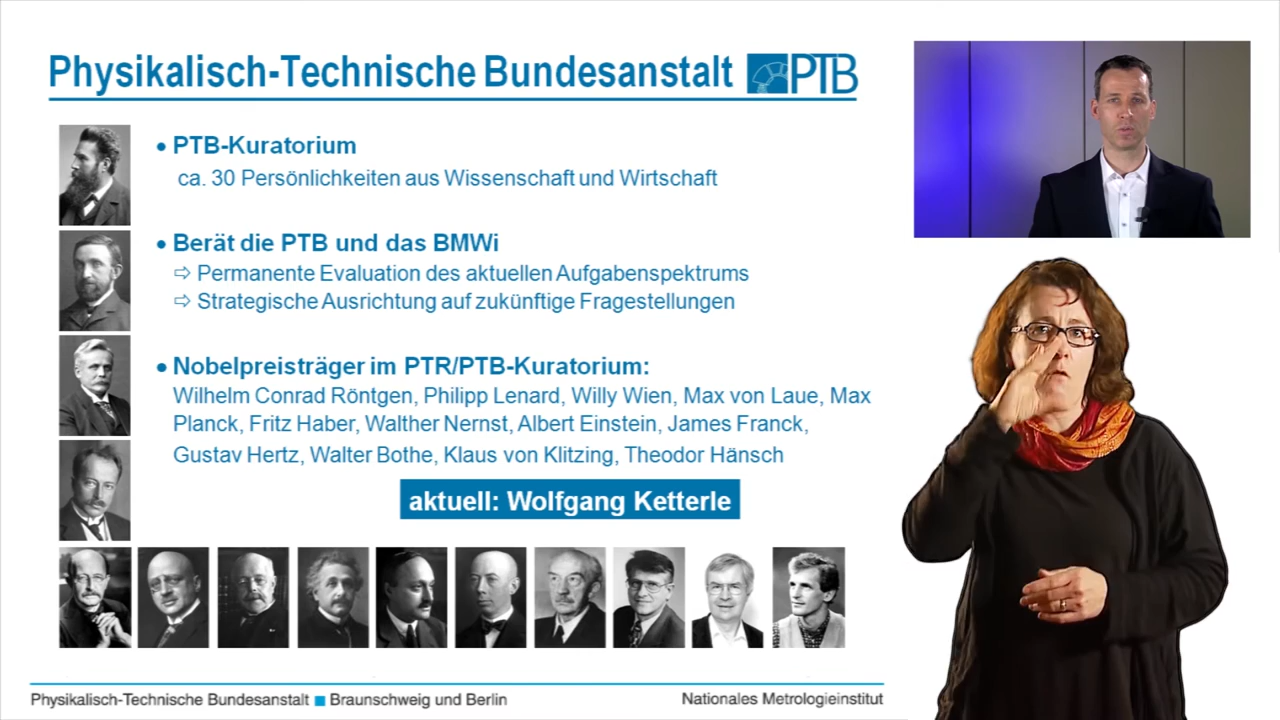 Physikalisch-Technische Bundesanstalt PTB
• PTB-Kuratorium
ca. 30 Persönlichkeiten aus Wissenschaft und Wirtschaft
• Berät die PTB und das BMWi
⇨ Permanente Evaluation des aktuellen Aufgabenspektrums
⇨ Strategische Ausrichtung auf zukünftige Fragestellungen
• Nobelpreisträger im PTR/PTB-Kuratorium:
Wilhelm Conrad Röntgen, Philipp Lenard, Willy Wien, Max von Laue, Max
Planck, Fritz Haber, Walther Nernst, Albert Einstein, James Franck,
Gustav Hertz, Walter Bothe, Klaus von Klitzing, Theodor Hänsch
aktuell: Wolfgang Ketterle
Physikalisch-Technische Bundesanstalt ■ Braunschweig und Berlin
Nationales Metrologieinstitut